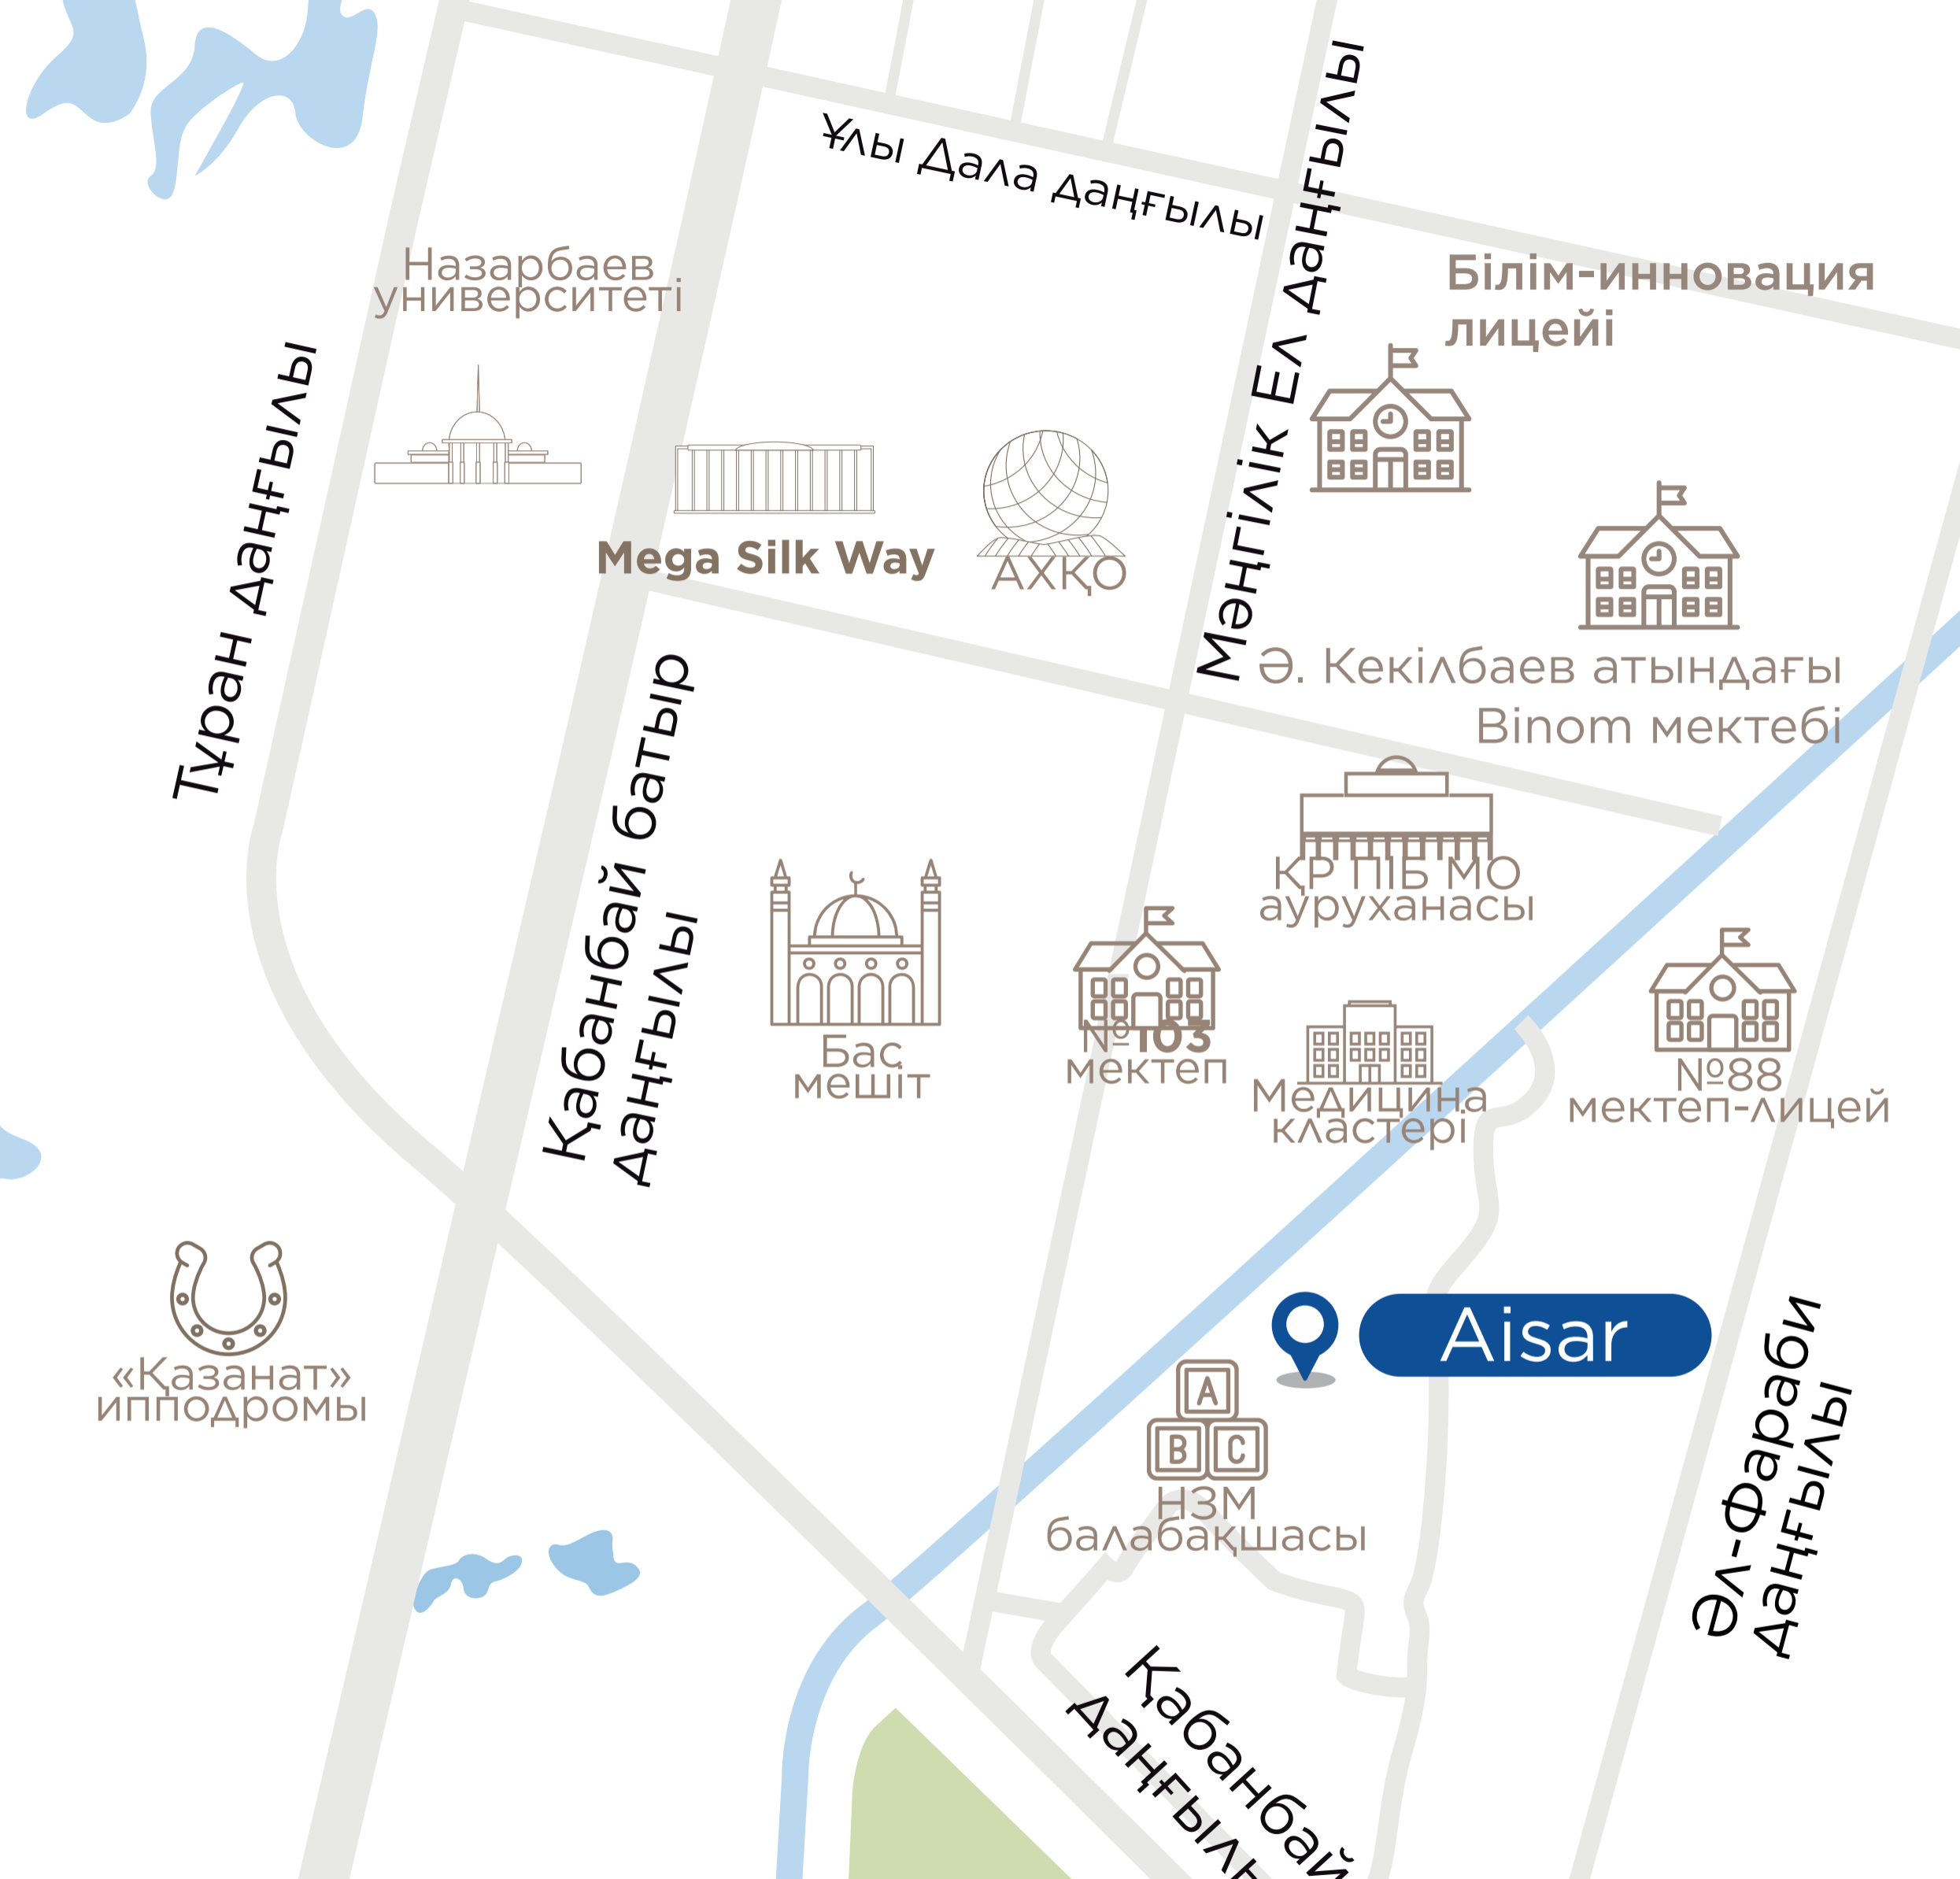 Ұлы Дала даңғылы
Мәңгілік ЕЛ даңғылы
Тұран даңғылы
Назарбаев
университеті
Білім-инновация
лицейі
Mega Silk Way
АХҚО
Ә. Кекілбаев атындағы
Binom мектебі
Қабанбай батыр
даңғылы
ҚР ПІБ МО
ауруханасы
Бас
мешіт
№103
мектеп
Медицина
кластері
№88
мектеп-лицей
«Қазанат»
ипподромы
Aisar
A
B C
НЗМ
балабақшасы
Әл-Фараби
даңғылы
Қабанбай
даңғылы